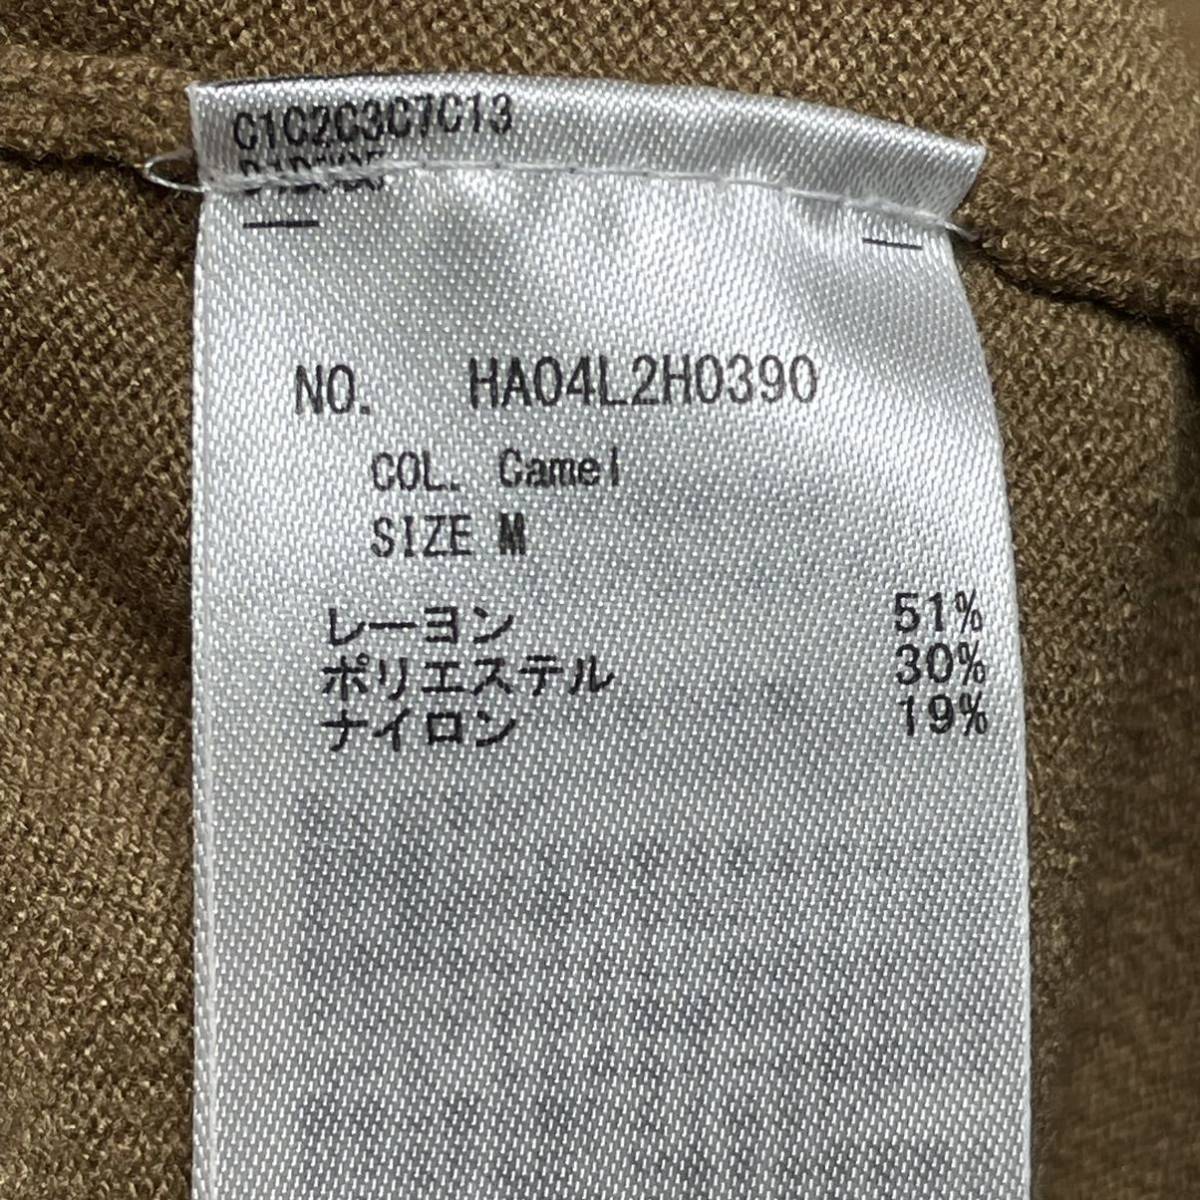 C1C2C3C7C13
NO. HA04L2H0390
COL. Camel
SIZE M
レーヨン 51%
ポリエステル 30%
ナイロン 19%